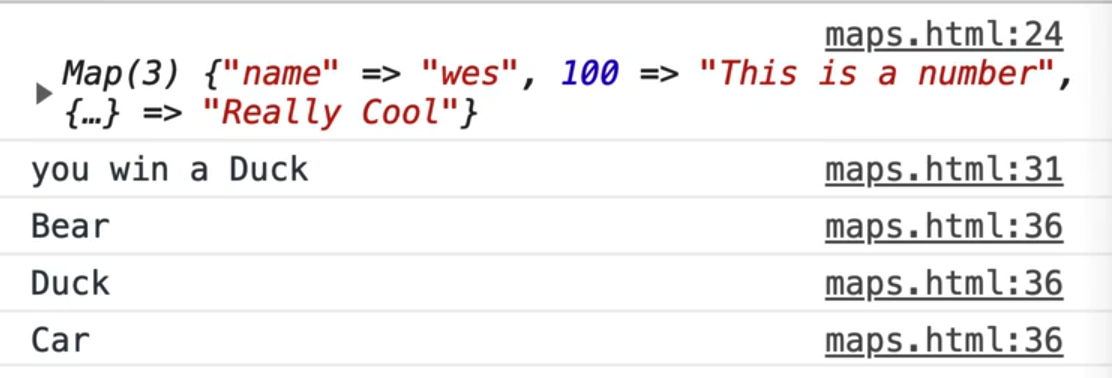 maps.html:24
Map(3) {"name" => "wes", 100 => "This is a number",
{…} => "Really Cool"}
you win a Duck maps.html:31
Bear maps.html:36
Duck maps.html:36
Car maps.html:36